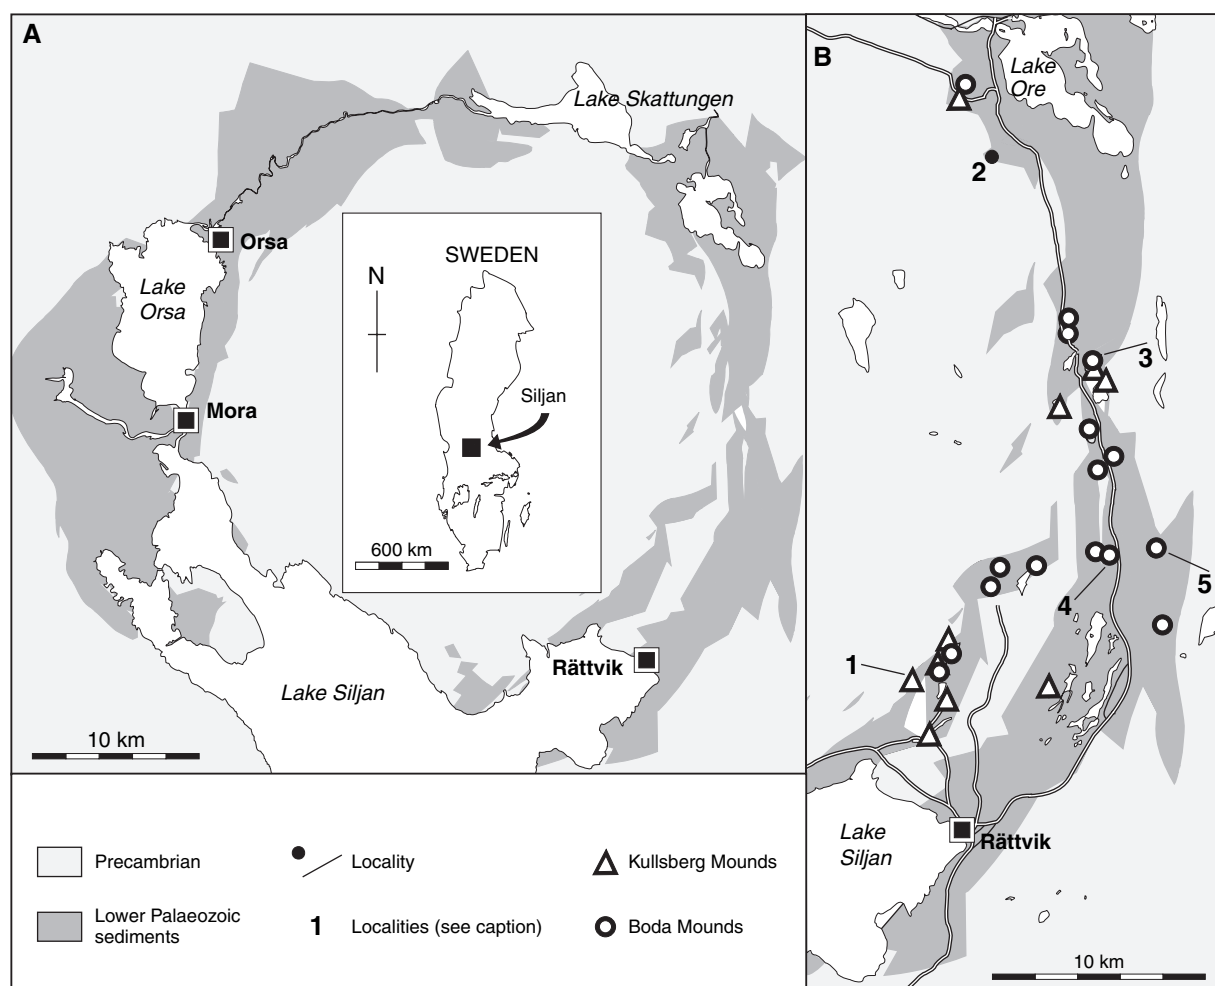 A
Lake Skattungen
Orsa
Lake
Orsa
N
SWEDEN
Siljan
Mora
600 km
Rättvik
Lake Siljan
10 km
B
Lake
Ore
2
3
4
5
1
Lake
Siljan
Rättvik
10 km
Precambrian
Locality
Kullsberg Mounds
Lower Palaeozoic
sediments
1
Localities (see caption)
Boda Mounds